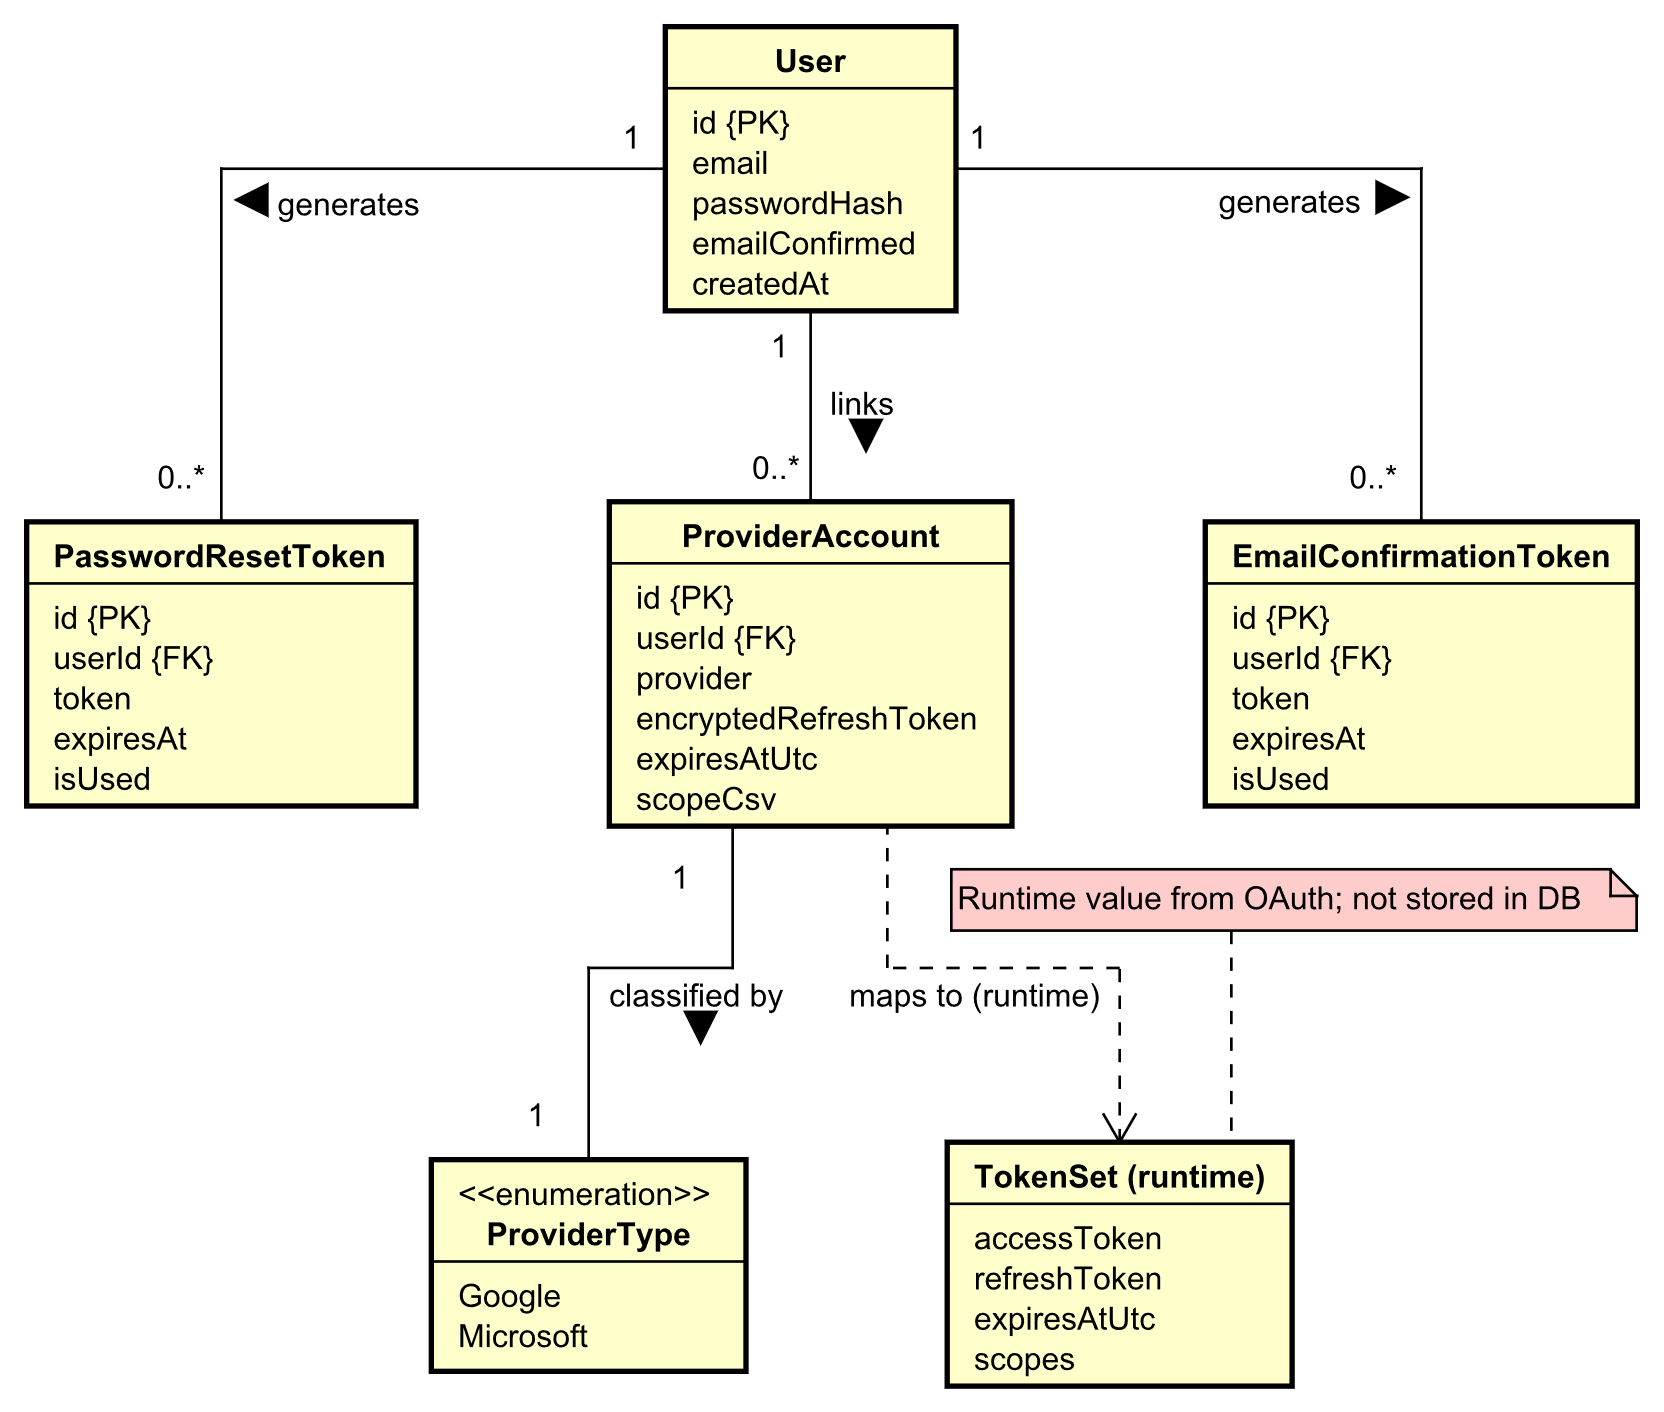 User
id {PK}
email
passwordHash
emailConfirmed
createdAt
1
1
generates
generates
1
links
0..*
0..*
0..*
PasswordResetToken
id {PK}
userId {FK}
token
expiresAt
isUsed
ProviderAccount
id {PK}
userId {FK}
provider
encryptedRefreshToken
expiresAtUtc
scopeCsv
EmailConfirmationToken
id {PK}
userId {FK}
token
expiresAt
isUsed
1
Runtime value from OAuth; not stored in DB
classified by
maps to (runtime)
1
<<enumeration>>
ProviderType
Google
Microsoft
TokenSet (runtime)
accessToken
refreshToken
expiresAtUtc
scopes